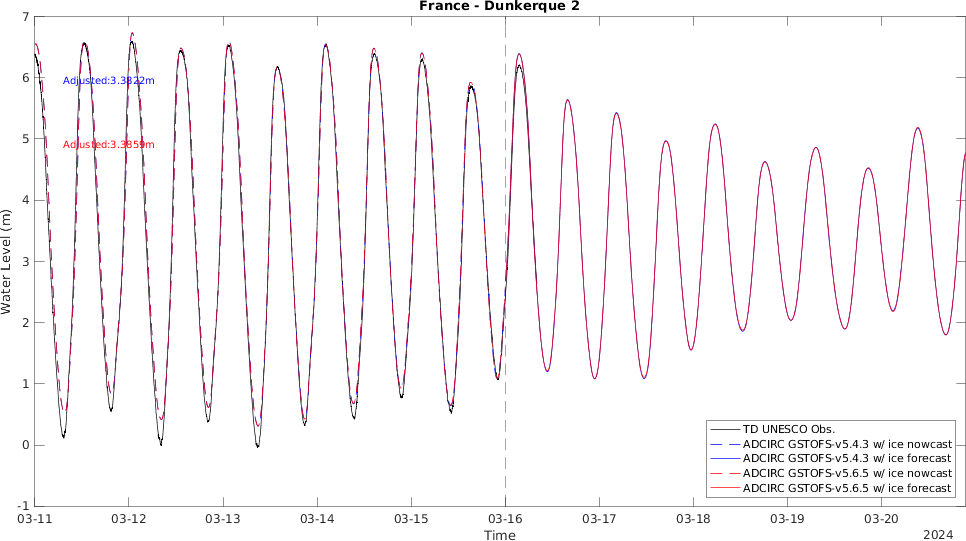 France - Dunkerque 2
7
6
5
4
3
2
1
0
-1
Water Level (m)
Adjusted:3.3822m
Adjusted:3.3859m
TD UNESCO Obs.
ADCIRC GSTOFS-v5.4.3 w/ ice nowcast
ADCIRC GSTOFS-v5.4.3 w/ ice forecast
ADCIRC GSTOFS-v5.6.5 w/ ice nowcast
ADCIRC GSTOFS-v5.6.5 w/ ice forecast
03-11 03-12 03-13 03-14 03-15 03-16 03-17 03-18 03-19 03-20
Time
2024